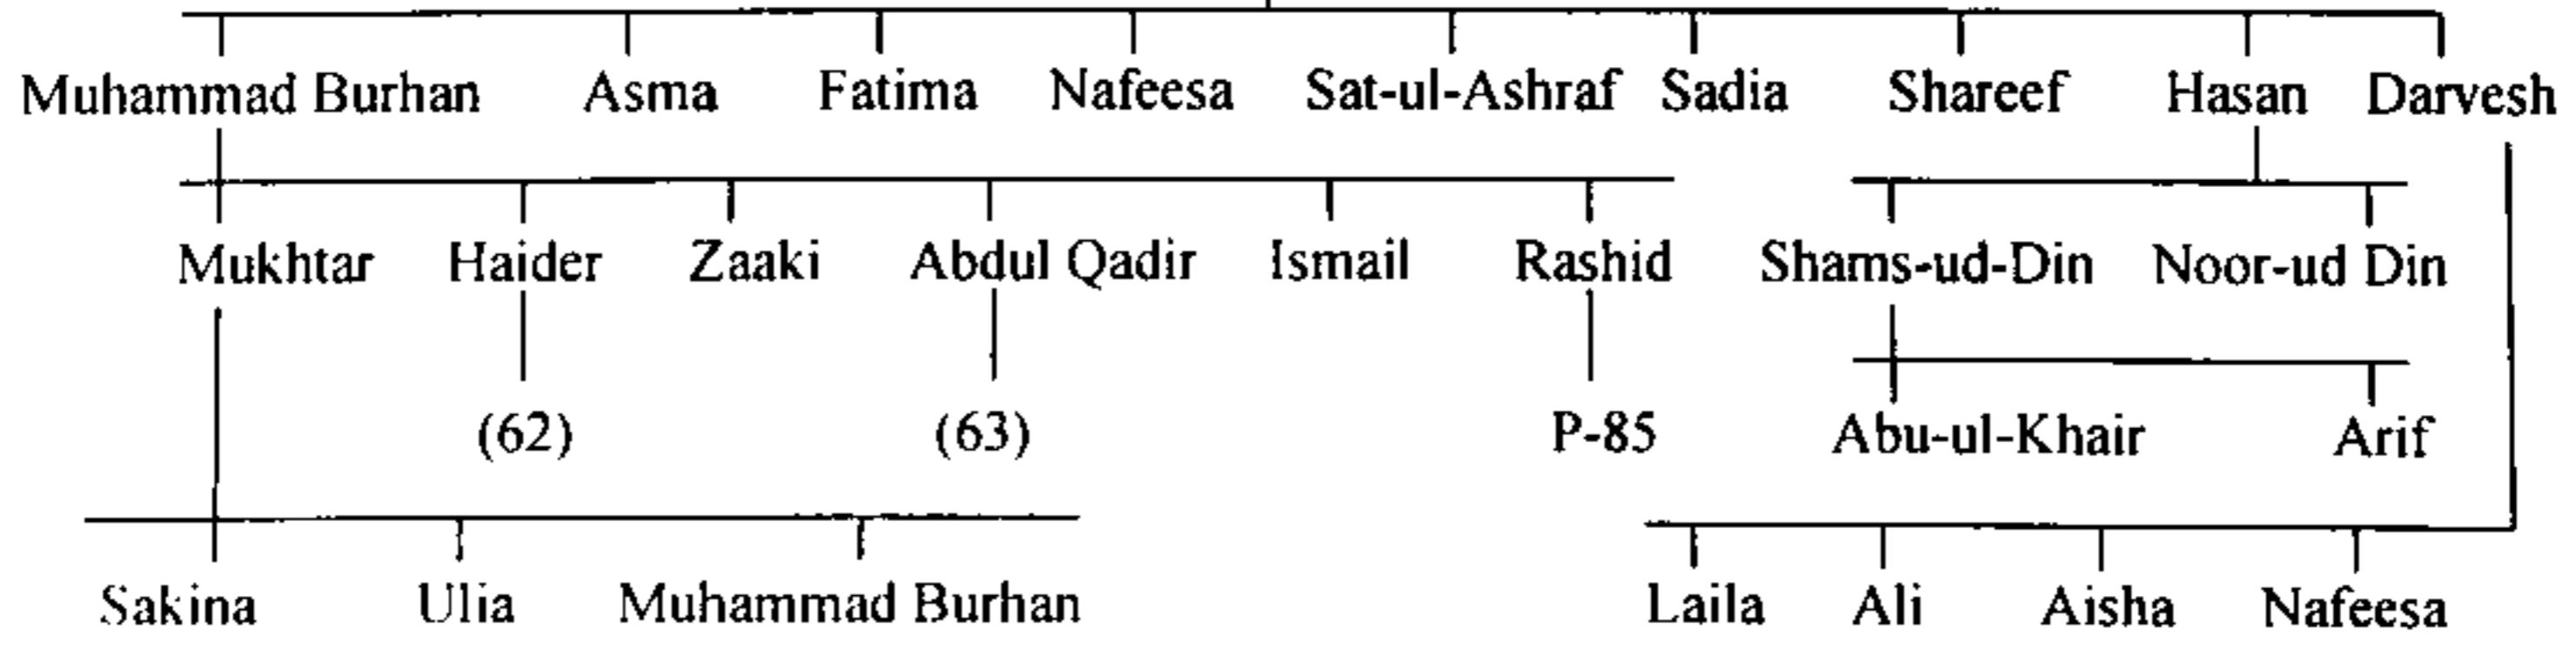 Muhammad Burhan Asma Fatima Nafeesa Sat-ul-Ashraf Sadia Shareef Hasan Darvesh
Mukhtar Haider Zaaki Abdul Qadir Ismail Rashid Shams-ud-Din Noor-ud Din
(62) (63) P-85 Abu-ul-Khair Arif
Sakina Ulia Muhammad Burhan Laila Ali Aisha Nafeesa